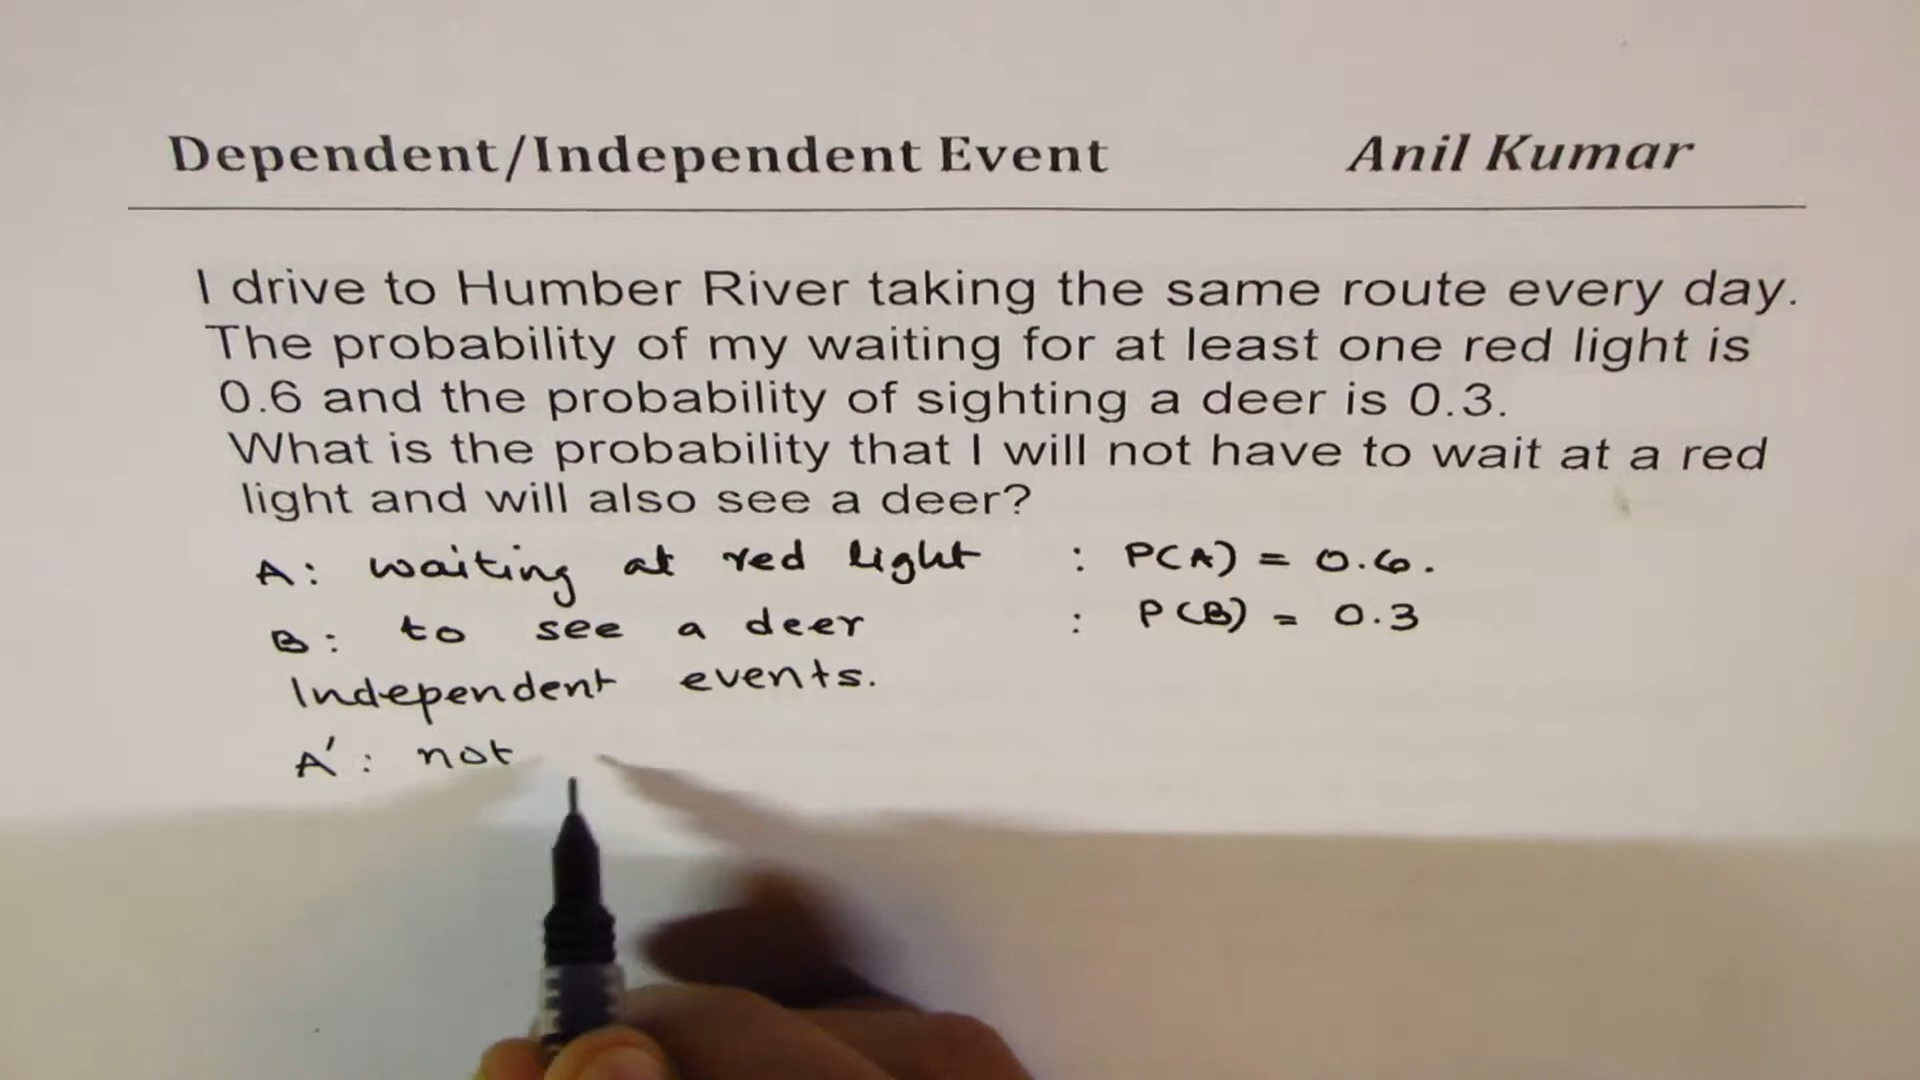 Dependent/Independent Event Anil Kumar
I drive to Humber River taking the same route every day.
The probability of my waiting for at least one red light is
0.6 and the probability of sighting a deer is 0.3.
What is the probability that I will not have to wait at a red
light and will also see a deer?
A: waiting at red light : P(A) = 0.6.
B: to see a deer : P(B) = 0.3
Independent events.
A': not